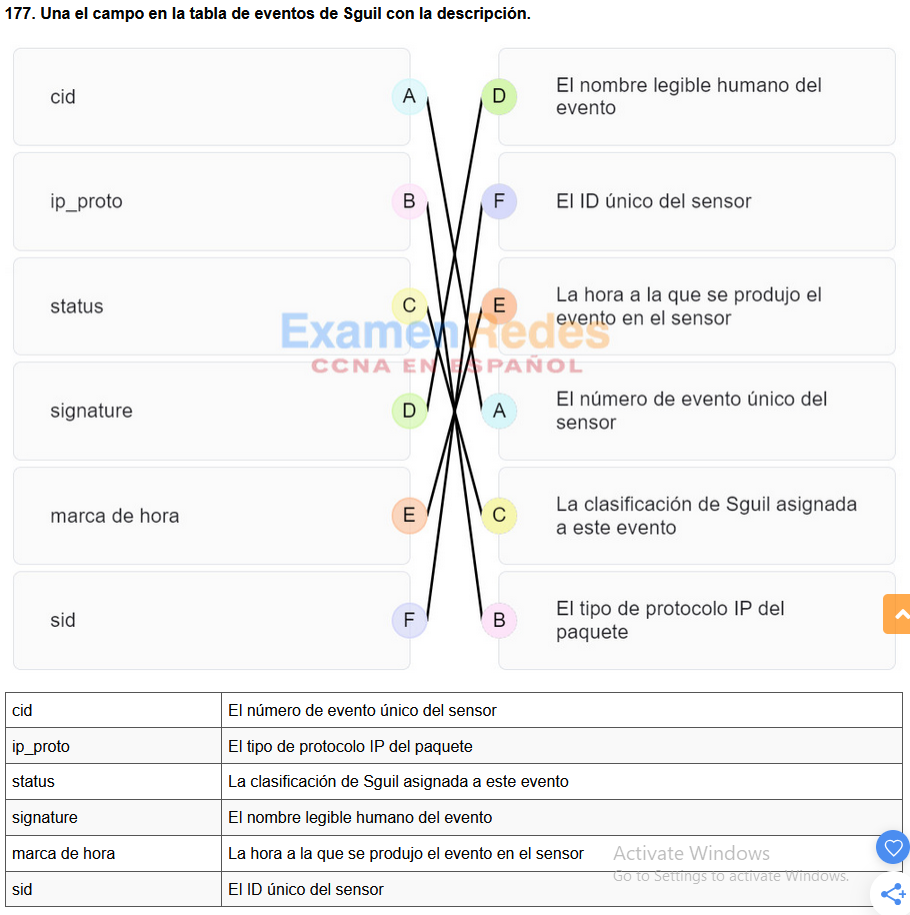 177. Una el campo en la tabla de eventos de Sguil con la descripción.
cid
A
D
El nombre legible humano del
evento
ip_proto
B
F
El ID único del sensor
status
C
E
La hora a la que se produjo el
evento en el sensor
ExamenRedes
CCNA EN ESPAÑOL
signature
D
A
El número de evento único del
sensor
marca de hora
E
C
La clasificación de Sguil asignada
a este evento
sid
F
B
El tipo de protocolo IP del
paquete
cid
El número de evento único del sensor
ip_proto
El tipo de protocolo IP del paquete
status
La clasificación de Sguil asignada a este evento
signature
El nombre legible humano del evento
marca de hora
La hora a la que se produjo el evento en el sensor
sid
El ID único del sensor
Activate Windows
Go to Settings to activate Windows.